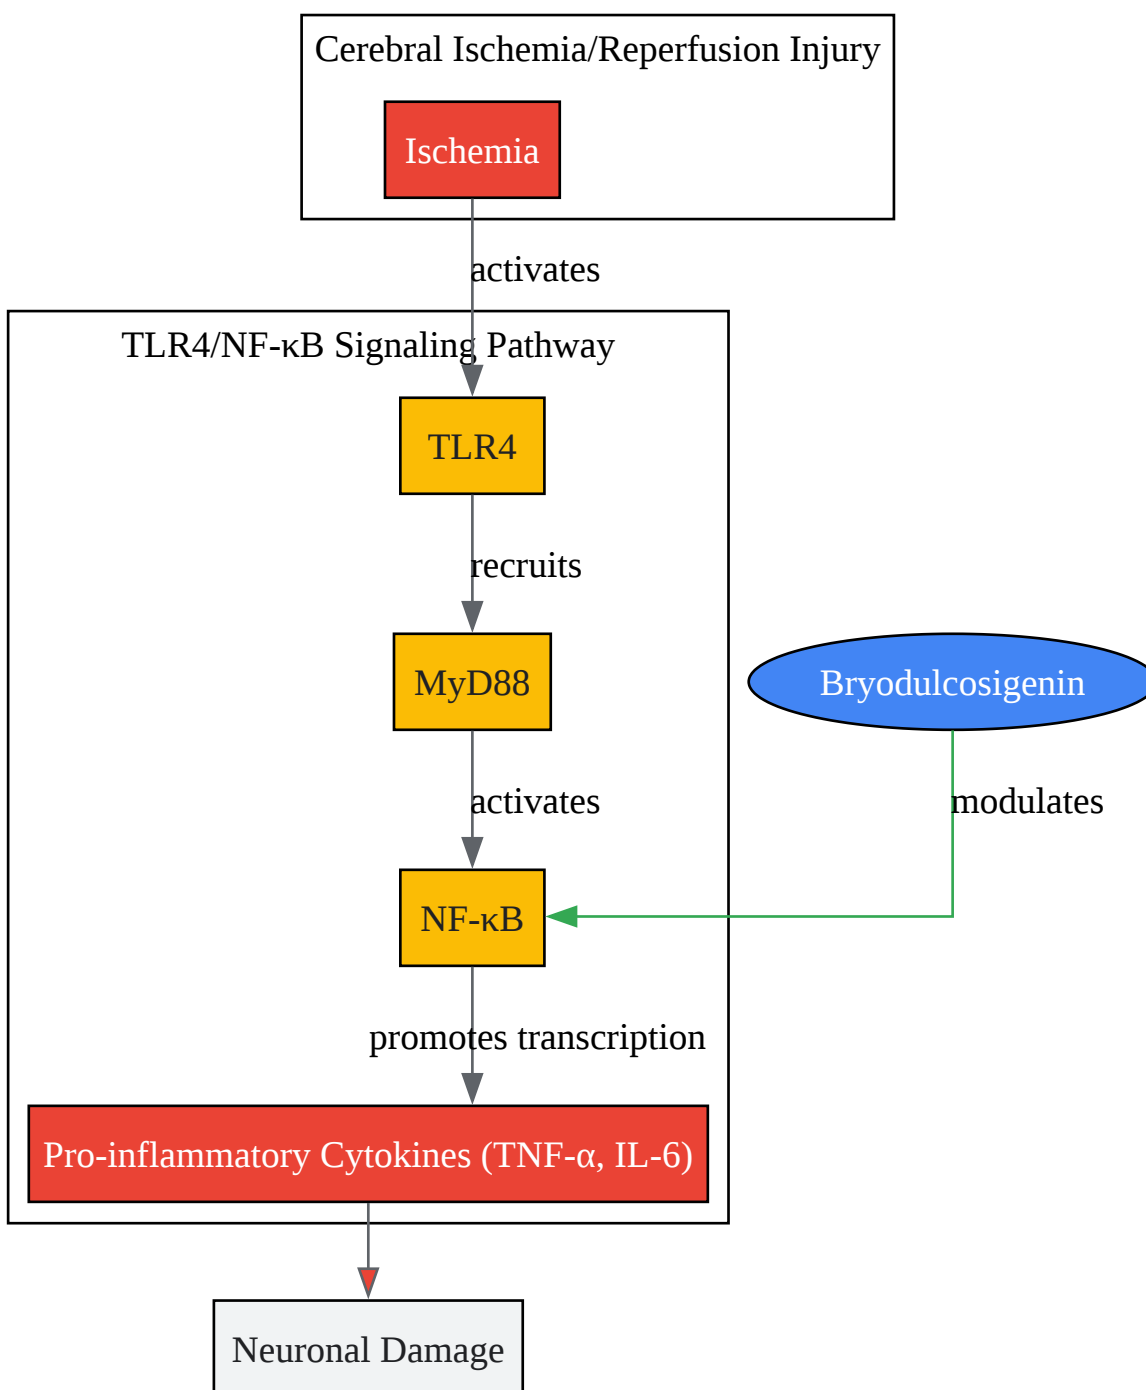 Cerebral Ischemia/Reperfusion Injury
Ischemia
activates
TLR4/NF-κB Signaling Pathway
TLR4
recruits
MyD88
Bryodulcosigenin
activates
modulates
NF-κB
promotes transcription
Pro-inflammatory Cytokines (TNF-α, IL-6)
Neuronal Damage